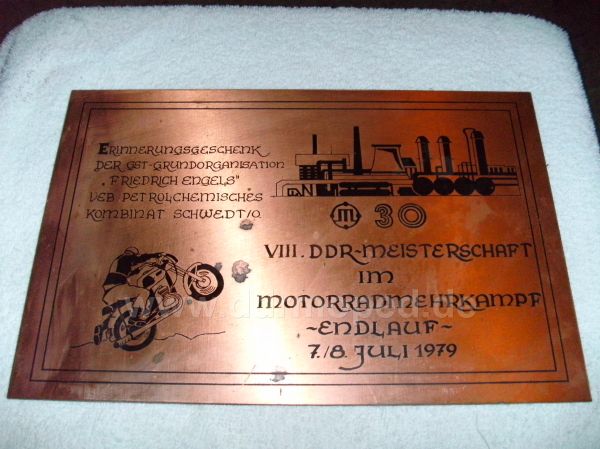 ERINNERUNGSGESCHENK
DER GST-GRUNDORGANISATION
„FRIEDRICH ENGELS"
VEB PETROLCHEMISCHES
KOMBINAT SCHWEDT/O.
M 30
VIII. DDR-MEISTERSCHAFT
IM
MOTORRADMEHRKAMPF
~ENDLAUF~
7./8. JULI 1979